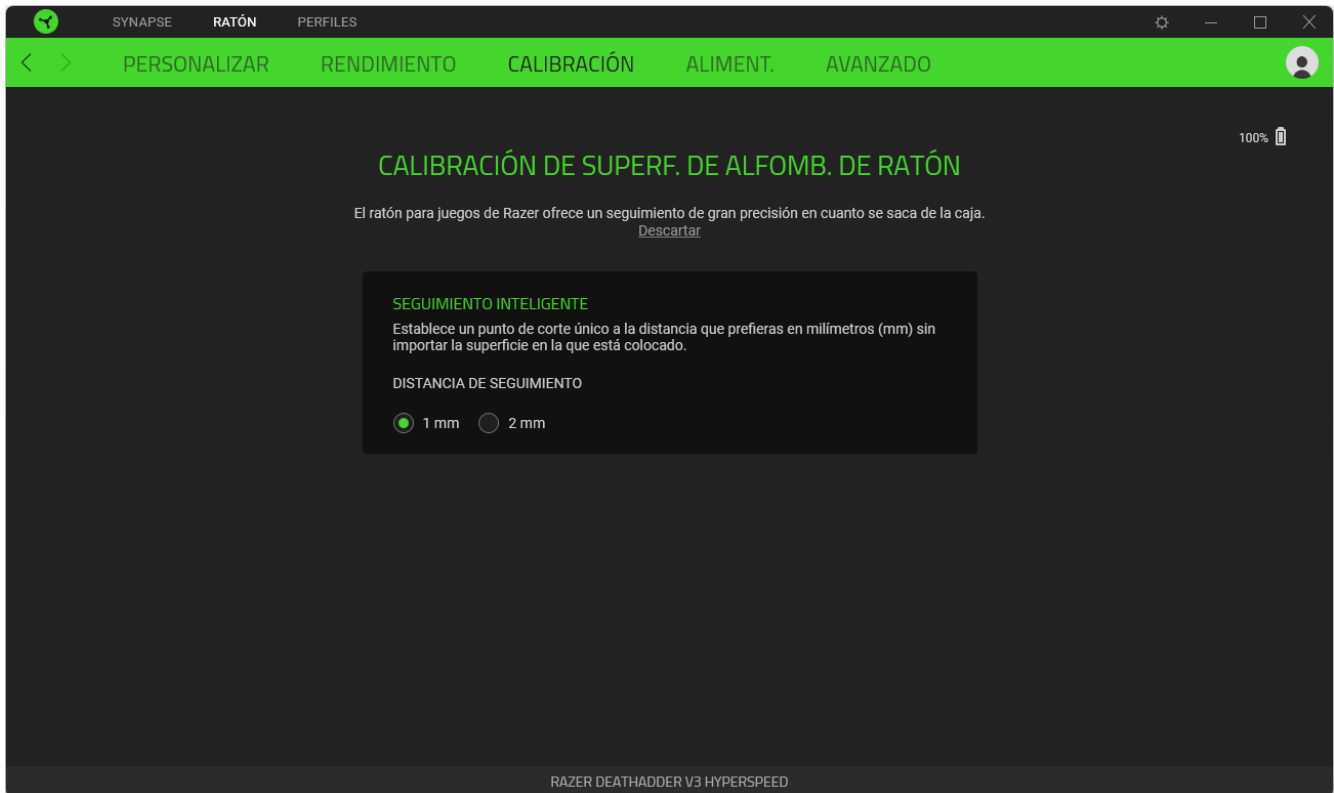 SYNAPSE RATÓN PERFILES
PERSONALIZAR RENDIMIENTO CALIBRACIÓN ALIMENT. AVANZADO
100%
CALIBRACIÓN DE SUPERF. DE ALFOMB. DE RATÓN
El ratón para juegos de Razer ofrece un seguimiento de gran precisión en cuanto se saca de la caja.
Descartar
SEGUIMIENTO INTELIGENTE
Establece un punto de corte único a la distancia que prefieras en milímetros (mm) sin
importar la superficie en la que está colocado.
DISTANCIA DE SEGUIMIENTO
1 mm 2 mm
RAZER DEATHADDER V3 HYPERSPEED